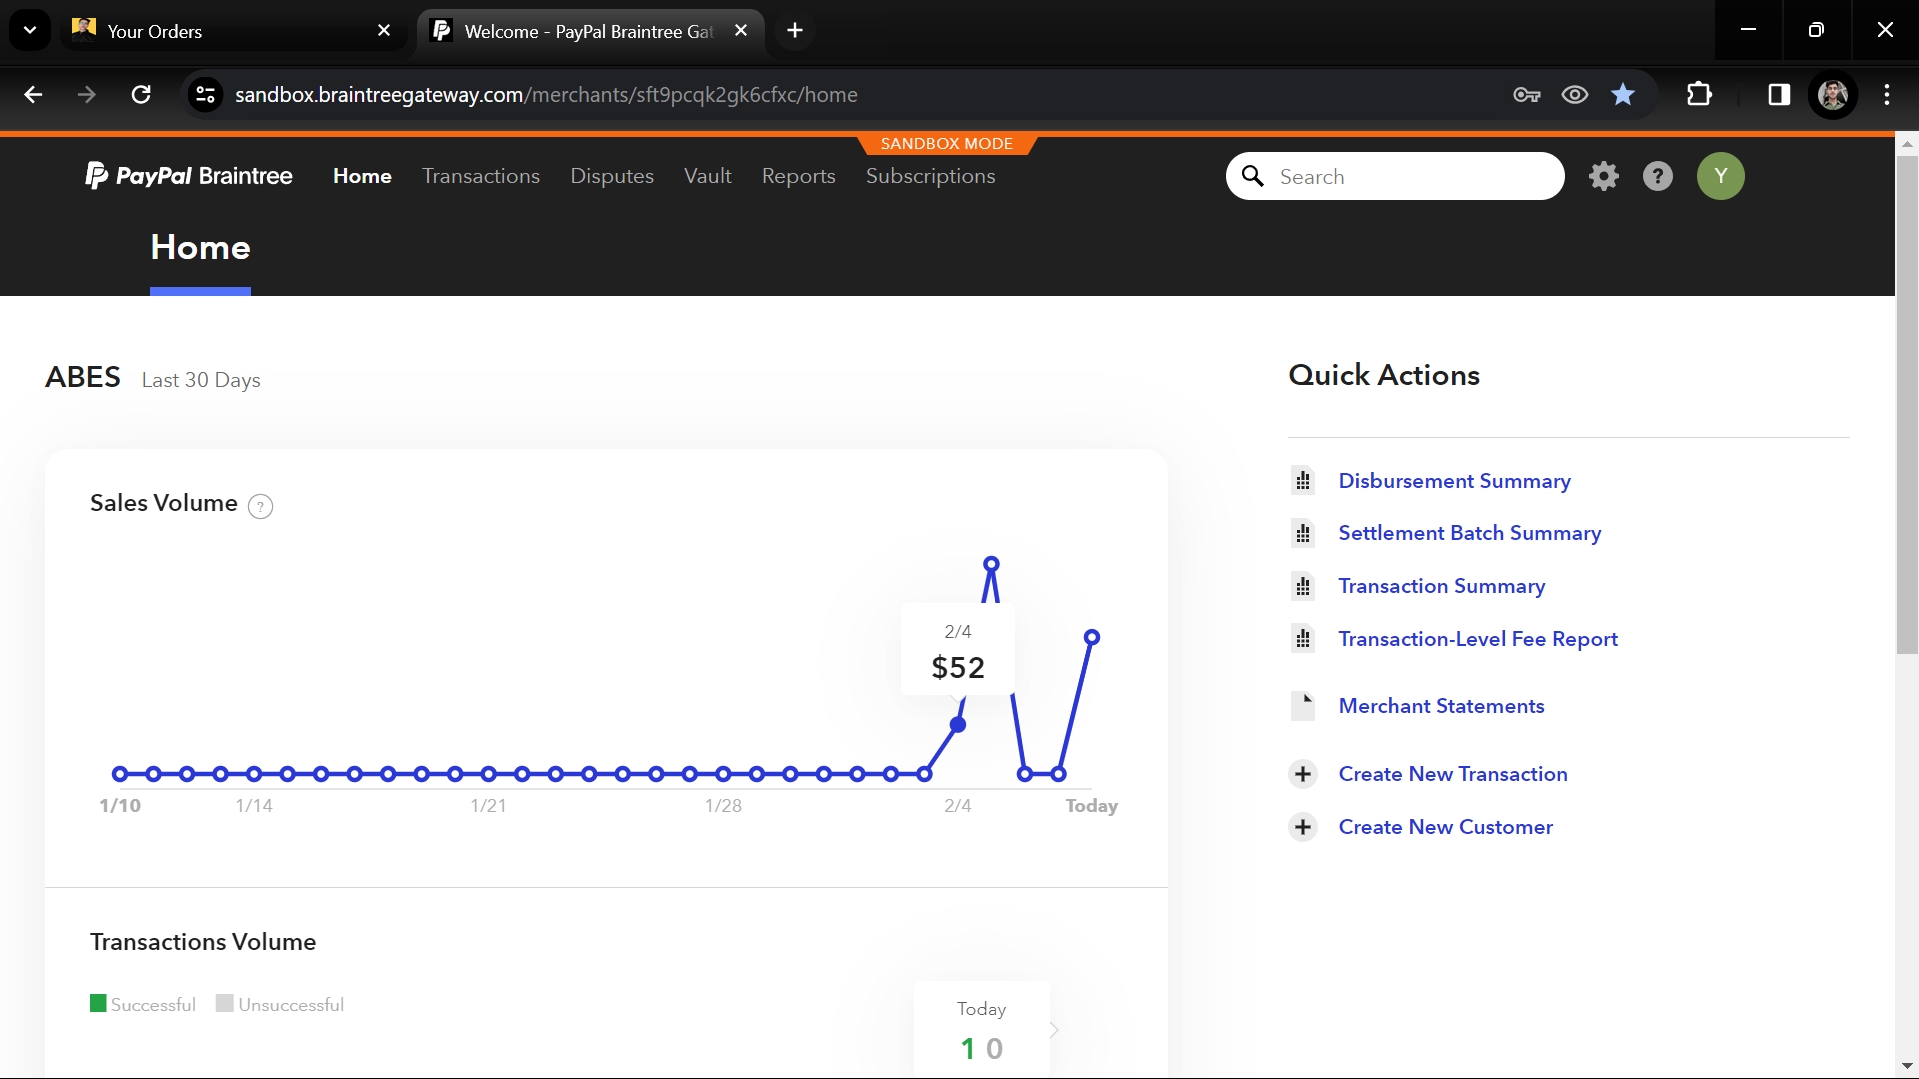 Your Orders
Welcome - PayPal Braintree Gat
sandbox.braintreegateway.com/merchants/sft9pcqk2gk6cfxc/home
SANDBOX MODE
PayPal Braintree
Home
Transactions
Disputes
Vault
Reports
Subscriptions
Search
?
Y
Home
ABES Last 30 Days
Sales Volume ?
2/4
$52
1/10
1/14
1/21
1/28
2/4
Today
Transactions Volume
Successful
Unsuccessful
Today
1 0
Quick Actions
Disbursement Summary
Settlement Batch Summary
Transaction Summary
Transaction-Level Fee Report
Merchant Statements
Create New Transaction
Create New Customer